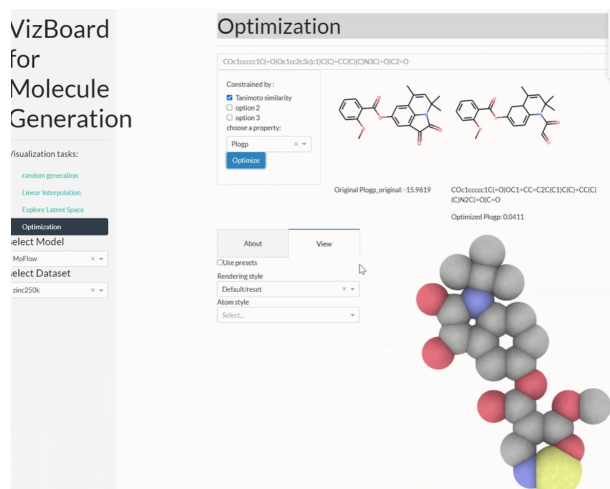 VizBoard
for
Molecule
Generation
Visualization tasks:
random generation
Linear Interpolation
Explore Latent Space
Optimization
select Model
MoFlow × ▾
select Dataset
zinc250k × ▾
Optimization
COc1ccccc1C(=O)Oc1cc2c3c(c1)C(C)=CC(C)(C)N3C(=O)C2=O
Constrained by :
Tanimoto similarity
option 2
option 3
choose a property:
Plogp × ▾
Optimize
Original Plogp_original: -15.9619
COc1ccccc1C(=O)OC1=CC=C2C(C1)C(C)=CC(C)
(C)N2C(=O)C=O
Optimized Plogp: 0.0411
About
View
Use presets
Rendering style
Default/reset × ▾
Atom style
Select... ▾